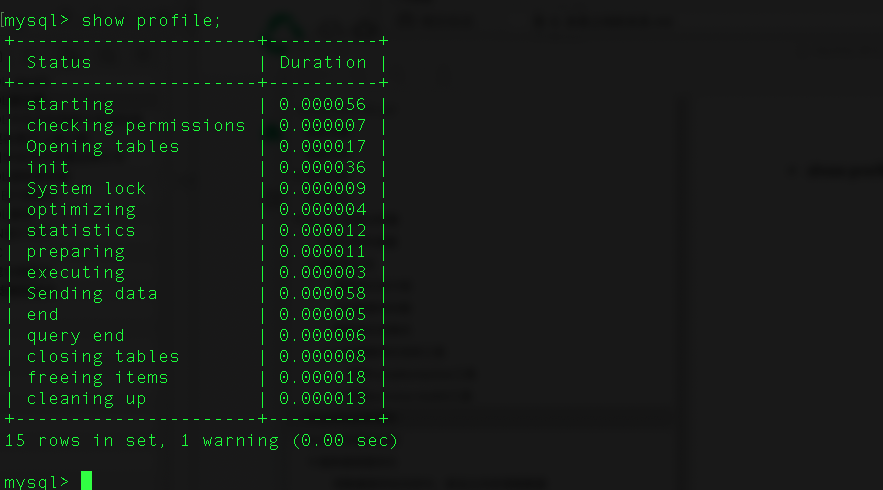 mysql> show profile;
+----------------------+----------+
| Status               | Duration |
+----------------------+----------+
| starting             | 0.000056 |
| checking permissions | 0.000007 |
| Opening tables       | 0.000017 |
| init                 | 0.000036 |
| System lock          | 0.000009 |
| optimizing           | 0.000004 |
| statistics           | 0.000012 |
| preparing            | 0.000011 |
| executing            | 0.000003 |
| Sending data         | 0.000058 |
| end                  | 0.000005 |
| query end            | 0.000006 |
| closing tables       | 0.000008 |
| freeing items        | 0.000018 |
| cleaning up          | 0.000013 |
+----------------------+----------+
15 rows in set, 1 warning (0.00 sec)
mysql>